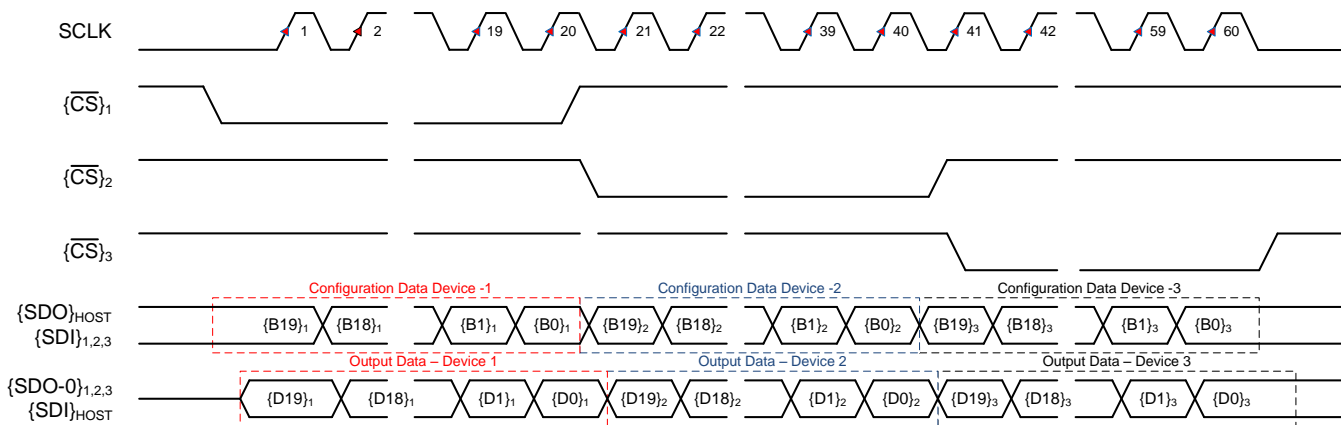 SCLK 1 2 19 20 21 22 39 40 41 42 59 60
{C̅S̅}₁
{C̅S̅}₂
{C̅S̅}₃
Configuration Data Device -1 Configuration Data Device -2 Configuration Data Device -3
{SDO}HOST
{SDI}1,2,3
{B19}₁ {B18}₁ {B1}₁ {B0}₁ {B19}₂ {B18}₂ {B1}₂ {B0}₂ {B19}₃ {B18}₃ {B1}₃ {B0}₃
Output Data – Device 1 Output Data – Device 2 Output Data – Device 3
{SDO-0}1,2,3
{SDI}HOST
{D19}₁ {D18}₁ {D1}₁ {D0}₁ {D19}₂ {D18}₂ {D1}₂ {D0}₂ {D19}₃ {D18}₃ {D1}₃ {D0}₃